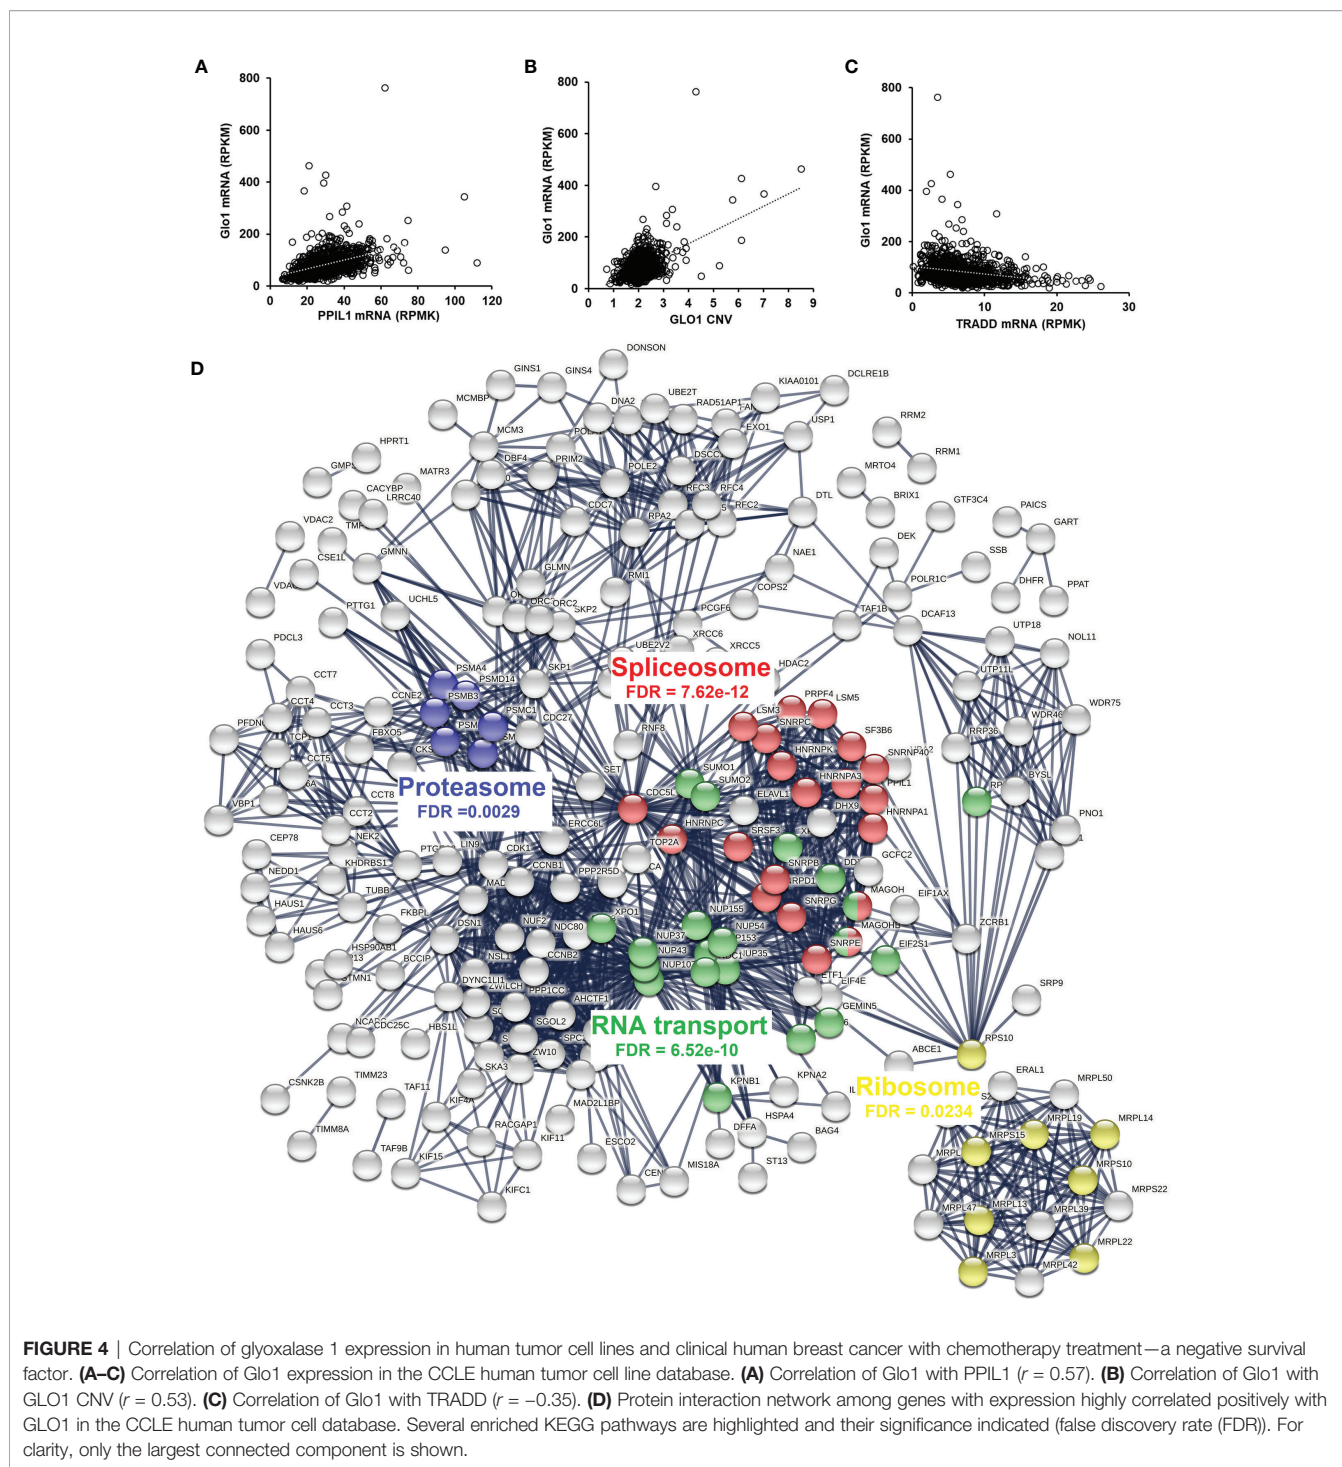 A
B
C
800
600
400
200
0
0 20 40 60 80 100 120
Glo1 mRNA (RPKM)
PPIL1 mRNA (RPMK)
800
600
400
200
0
0 1 2 3 4 5 6 7 8 9
Glo1 mRNA (RPKM)
GLO1 CNV
800
600
400
200
0
0 10 20 30
Glo1 mRNA (RPKM)
TRADD mRNA (RPMK)
D
DONSON
GINS1
GINS4
KIAA0101
DCLRE1B
MCMBP
DNA2
UBE2T
RAD51AP1
USP1
RRM2
MCM3
EXO1
HPRT1
RRM1
GMPS
DBF4
PRIM2
POLE2
DSCC1
MATR3
MRTO4
CACYBP
LRRC40
RFC3
RFC4
BRIX1
CDC7
RPA2
RFC2
DTL
GTF3C4
PAICS
VDAC2
GART
CSE1L
GMNN
NAE1
DEK
SSB
GLMN
RMI1
POLR1C
DHFR
PPAT
UCHL5
COPS2
PTTG1
ORC2
SKP2
PCGF6
TAF1B
DCAF13
UTP18
XRCC6
NOL11
PDCL3
UBE2V2
XRCC5
CCT7
PSMA4
SKP1
HDAC2
UTP11L
PSMD14
Spliceosome
FDR = 7.62e-12
CCNE2
PSMB3
PRPF4
LSM5
CCT4
CCT3
PSMC1
LSM3
SNRPC
WDR46
WDR75
PFDN
CDC27
TCP1
FBXO5
RNF8
HNRNPK
SF3B6
RRP36
CCT5
CKS
SET
SUMO1
SNRNP40
SUMO2
HNRNPA3
PPIL1
BYSL
Proteasome
FDR =0.0029
VBP1
CCT8
CDC5L
ELAVL1
DHX9
HNRNPA1
CCT2
ERCC6L
HNRNPC
SRSF3
PNO1
NEK2
LIN9
CDK1
TOP2A
CEP78
SNRPB
GCFC2
KHDRBS1
CCNB1
PPP2R5D
NEDD1
SNRPD1
MAGOH
TUBB
SNRPG
EIF1AX
HAUS1
FKBPL
DSN1
NUF2
XPO1
NUP155
MAGOHB
ZCRB1
HAUS6
NDC80
NUP37
NUP54
SNRPE
HSP90AB1
NSL1
NUP43
EIF2S1
BCCIP
CCNB2
NUP107
NUP35
ETF1
STMN1
DYNC1LI1
ZWILCH
PPP1CC
EIF4E
SRP9
AHCTF1
GEMIN5
RNA transport
FDR = 6.52e-10
CDC25C
HBS1L
SGOL2
RPS10
ZW10
ABCE1
TIMM23
SKA3
KPNB1
KPNA2
ERAL1
MRPL50
Ribosome
FDR = 0.0234
CSNK2B
TAF11
KIF4A
MAD2L1BP
HSPA4
MRPL19
MRPL14
TIMM8A
RACGAP1
DFFA
BAG4
MRPS15
TAF9B
KIF11
ESCO2
ST13
MRPS10
KIF15
MIS18A
MRPS22
KIFC1
MRPL47
MRPL13
MRPL39
MRPL22
MRPL3
MRPL42
FIGURE 4 | Correlation of glyoxalase 1 expression in human tumor cell lines and clinical human breast cancer with chemotherapy treatment—a negative survival
factor. (A–C) Correlation of Glo1 expression in the CCLE human tumor cell line database. (A) Correlation of Glo1 with PPIL1 (r = 0.57). (B) Correlation of Glo1 with
GLO1 CNV (r = 0.53). (C) Correlation of Glo1 with TRADD (r = –0.35). (D) Protein interaction network among genes with expression highly correlated positively with
GLO1 in the CCLE human tumor cell database. Several enriched KEGG pathways are highlighted and their significance indicated (false discovery rate (FDR)). For
clarity, only the largest connected component is shown.